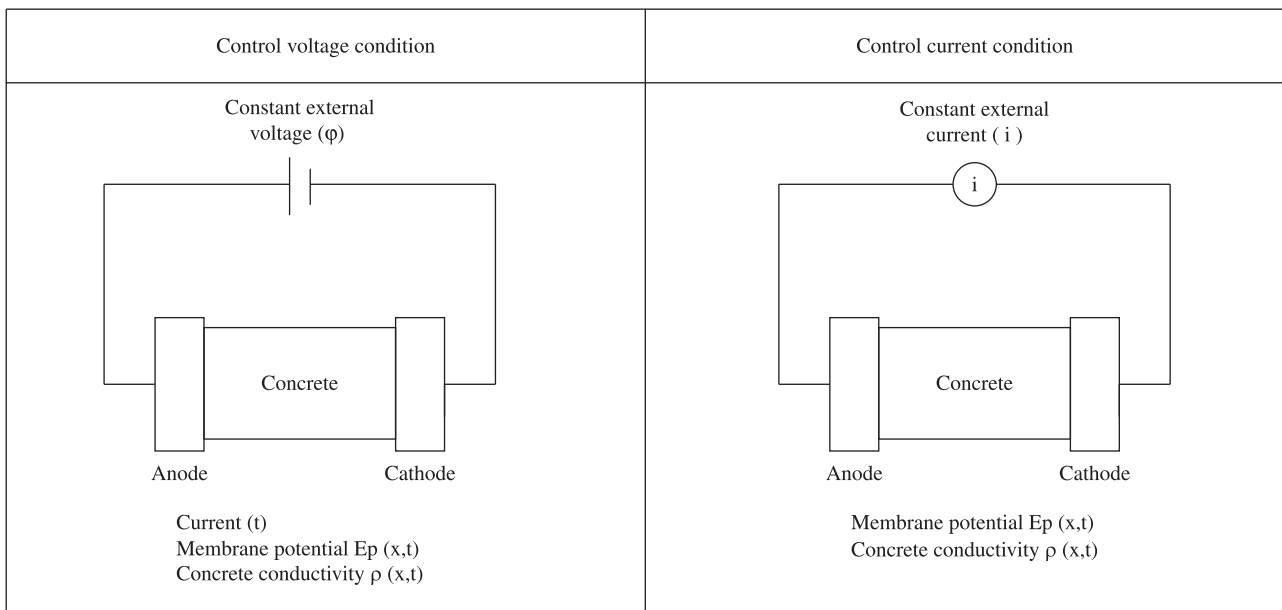 Control voltage condition
Control current condition
Constant external
voltage (φ)
Concrete
Anode
Cathode
Current (t)
Membrane potential Ep (x,t)
Concrete conductivity ρ (x,t)
Constant external
current ( i )
i
Concrete
Anode
Cathode
Membrane potential Ep (x,t)
Concrete conductivity ρ (x,t)